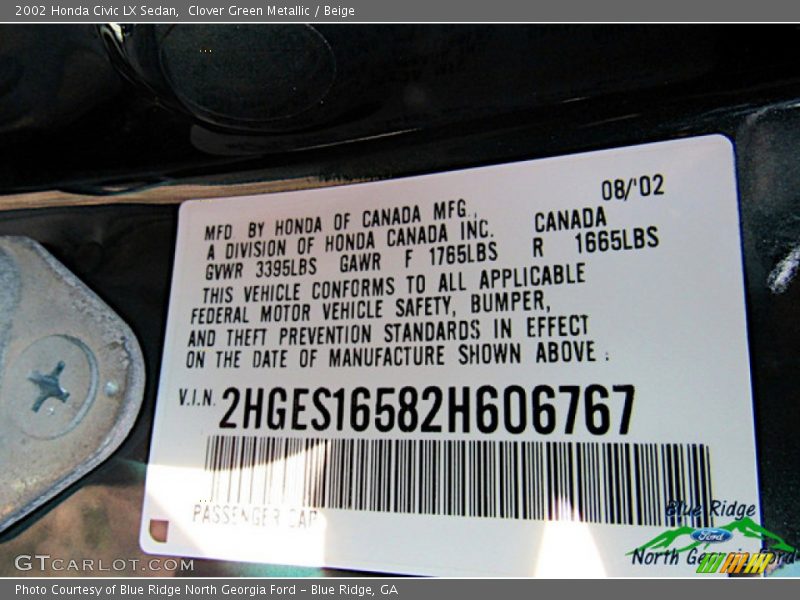 2002 Honda Civic LX Sedan,  Clover Green Metallic / Beige
08/'02
MFD. BY HONDA OF CANADA MFG.,
A DIVISION OF HONDA CANADA INC. CANADA
GVWR 3395LBS GAWR F 1765LBS R 1665LBS
THIS VEHICLE CONFORMS TO ALL APPLICABLE
FEDERAL MOTOR VEHICLE SAFETY, BUMPER,
AND THEFT PREVENTION STANDARDS IN EFFECT
ON THE DATE OF MANUFACTURE SHOWN ABOVE.
V.I.N. 2HGES16582H606767
PASSENGER CAR
Blue Ridge
Ford
North Georgia Ford
GTCARLOT.COM
Photo Courtesy of Blue Ridge North Georgia Ford – Blue Ridge, GA